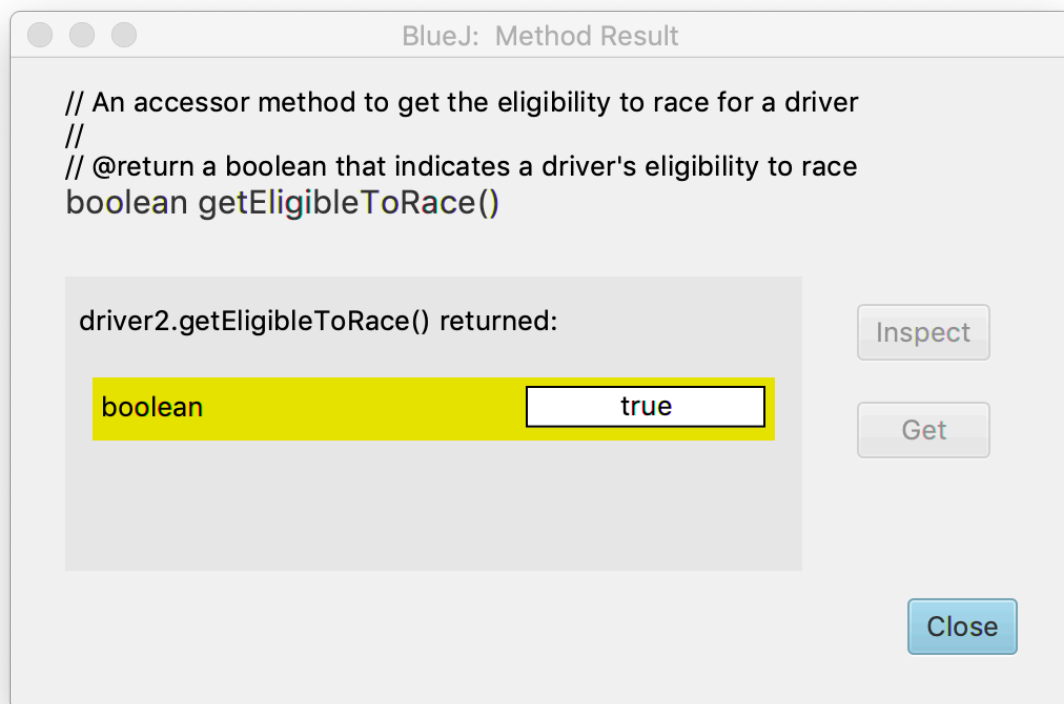 BlueJ: Method Result
// An accessor method to get the eligibility to race for a driver
//
// @return a boolean that indicates a driver's eligibility to race
boolean getEligibleToRace()
driver2.getEligibleToRace() returned:
boolean true
Inspect
Get
Close